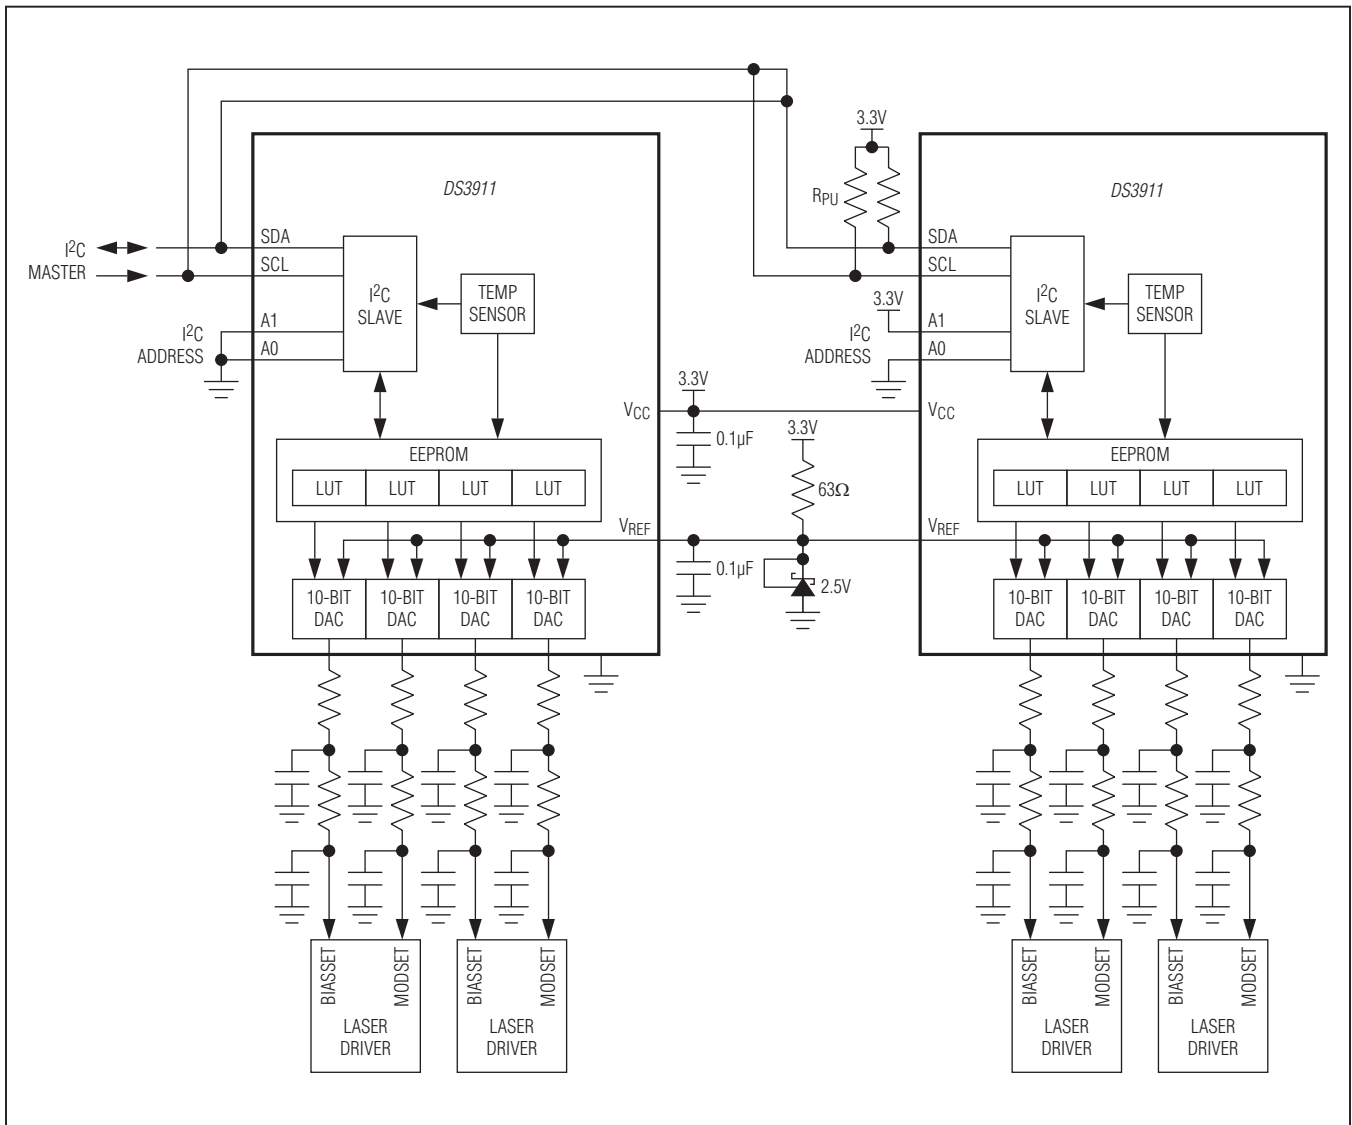 3.3V
RPU
DS3911
DS3911
I2C
MASTER
SDA
SCL
I2C
SLAVE
TEMP
SENSOR
I2C
ADDRESS
A1
A0
SDA
SCL
3.3V
I2C
ADDRESS
A1
A0
I2C
SLAVE
TEMP
SENSOR
VCC
3.3V
0.1µF
VCC
EEPROM
LUT LUT LUT LUT
3.3V
63Ω
EEPROM
LUT LUT LUT LUT
VREF
0.1µF
2.5V
VREF
10-BIT
DAC
10-BIT
DAC
10-BIT
DAC
10-BIT
DAC
10-BIT
DAC
10-BIT
DAC
10-BIT
DAC
10-BIT
DAC
BIASSET
MODSET
LASER
DRIVER
BIASSET
MODSET
LASER
DRIVER
BIASSET
MODSET
LASER
DRIVER
BIASSET
MODSET
LASER
DRIVER